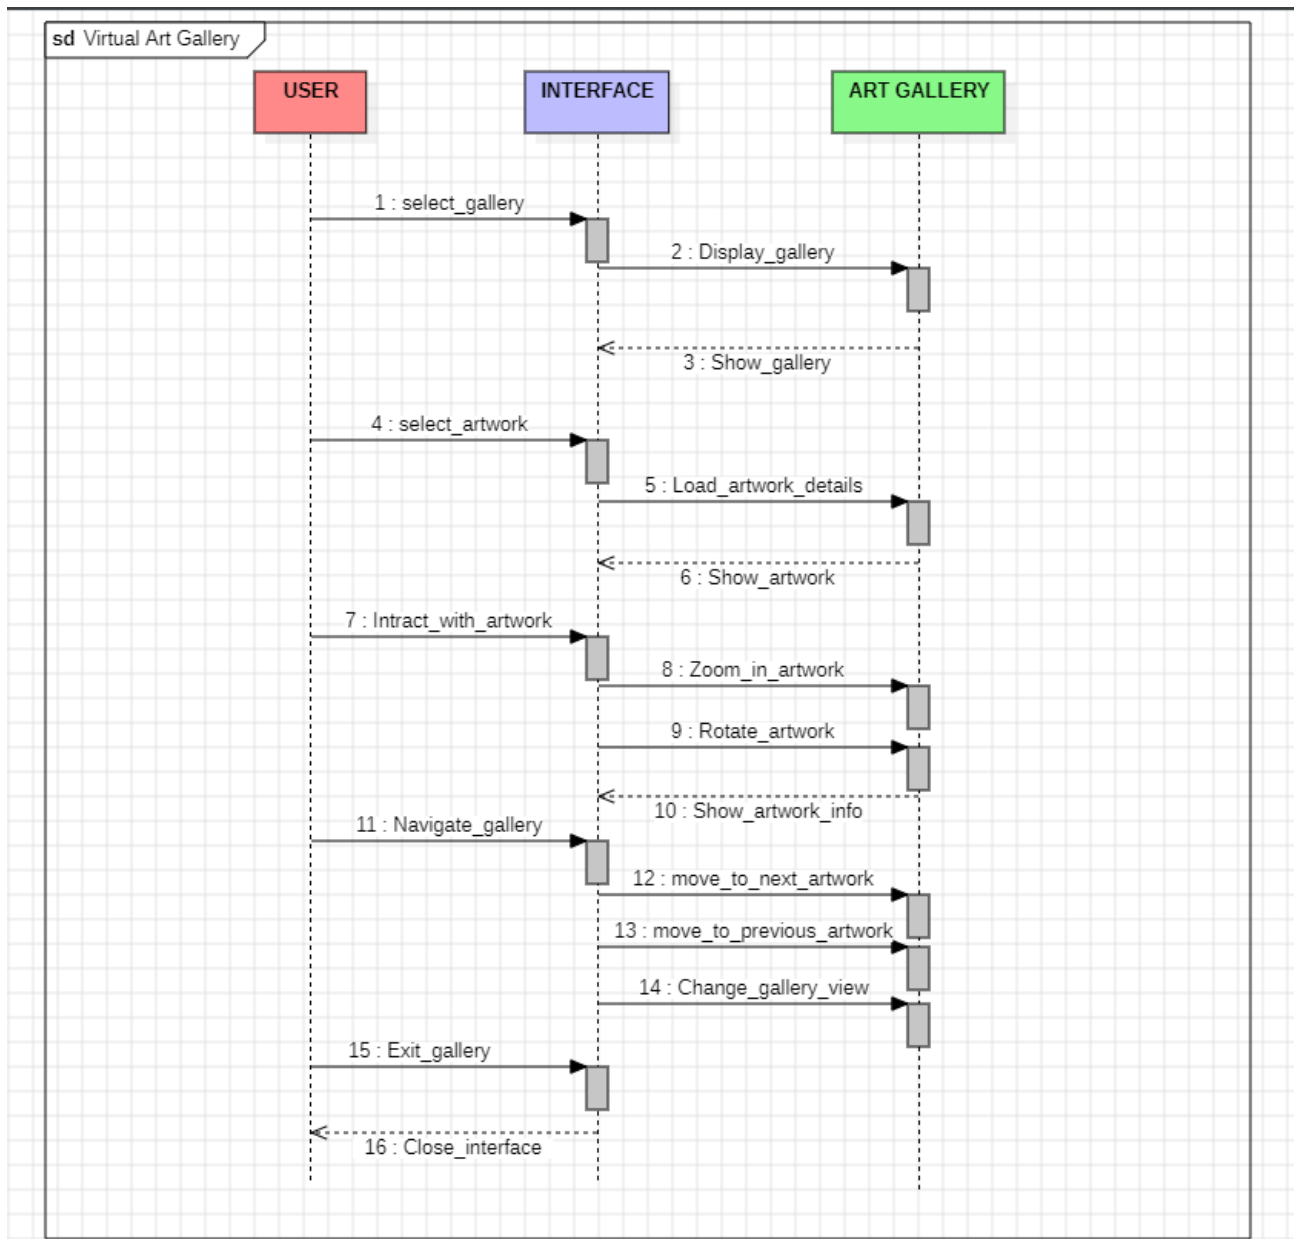 sd Virtual Art Gallery
USER
INTERFACE
ART GALLERY
1 : select_gallery
2 : Display_gallery
3 : Show_gallery
4 : select_artwork
5 : Load_artwork_details
6 : Show_artwork
7 : Intract_with_artwork
8 : Zoom_in_artwork
9 : Rotate_artwork
10 : Show_artwork_info
11 : Navigate_gallery
12 : move_to_next_artwork
13 : move_to_previous_artwork
14 : Change_gallery_view
15 : Exit_gallery
16 : Close_interface